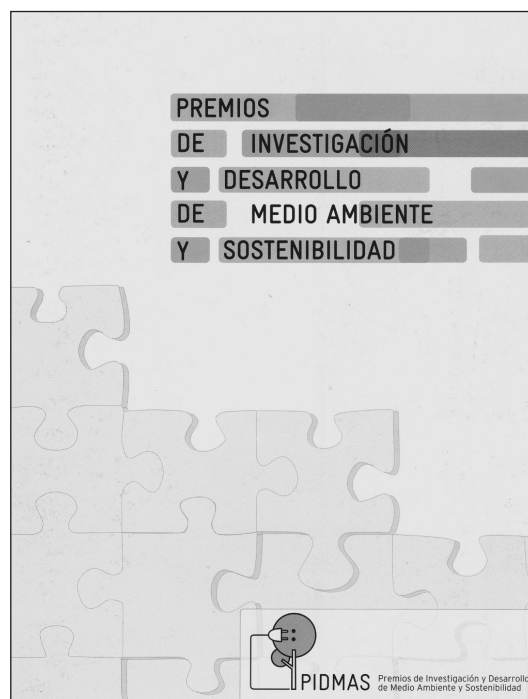 PREMIOS
DE INVESTIGACIÓN
Y DESARROLLO
DE MEDIO AMBIENTE
Y SOSTENIBILIDAD
PIDMAS Premios de Investigación y Desarrollo
de Medio Ambiente y Sostenibilidad